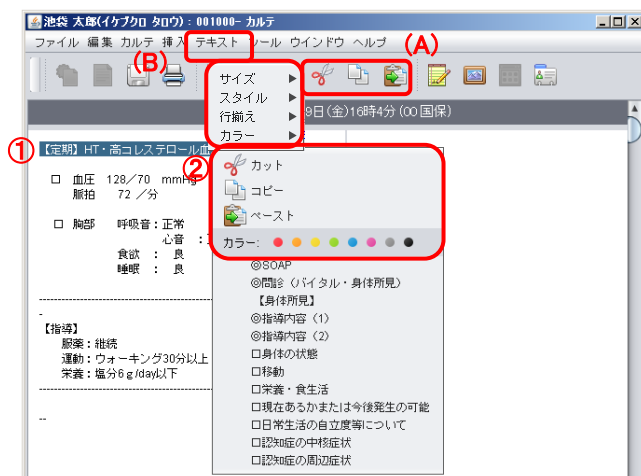 池袋 太郎(イケブクロ タロウ) : 001000- カルテ
ファイル 編集 カルテ 挿入 テキスト ツール ウインドウ ヘルプ
(A)
(B)
サイズ
スタイル
行揃え
カラー
9日(金)16時4分(00国保)
①
【定期】HT・高コレステロール血
②
カット
コピー
ペースト
カラー:
□ 血圧 128/70 mmHg
脈拍 72 /分
□ 胸部 呼吸音:正常
心音 :
食欲 : 良
睡眠 : 良
◎SOAP
◎問診(バイタル・身体所見)
【身体所見】
◎指導内容(1)
◎指導内容(2)
□身体の状態
□移動
□栄養・食生活
□現在あるかまたは今後発生の可能
□日常生活の自立度等について
□認知症の中核症状
□認知症の周辺症状
-
【指導】
服薬:継続
運動:ウォーキング30分以上
栄養:塩分6g/day以下
--